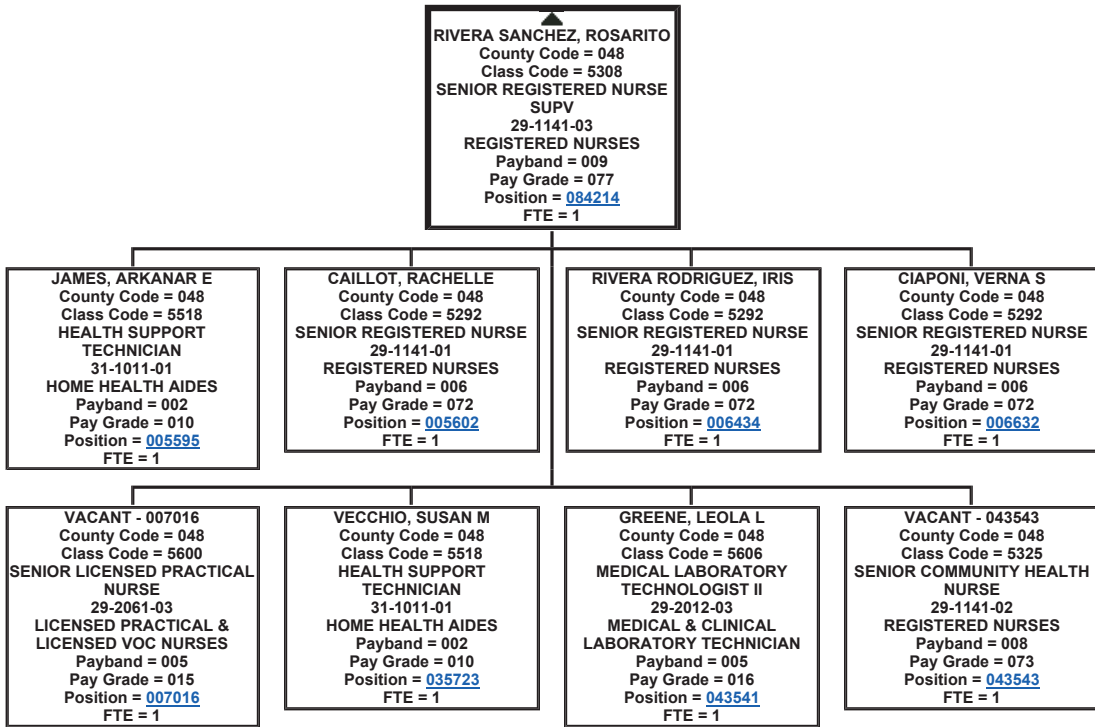 RIVERA SANCHEZ, ROSARITO
County Code = 048
Class Code = 5308
SENIOR REGISTERED NURSE
SUPV
29-1141-03
REGISTERED NURSES
Payband = 009
Pay Grade = 077
Position = 084214
FTE = 1
JAMES, ARKANAR E
County Code = 048
Class Code = 5518
HEALTH SUPPORT
TECHNICIAN
31-1011-01
HOME HEALTH AIDES
Payband = 002
Pay Grade = 010
Position = 005595
FTE = 1
CAILLOT, RACHELLE
County Code = 048
Class Code = 5292
SENIOR REGISTERED NURSE
29-1141-01
REGISTERED NURSES
Payband = 006
Pay Grade = 072
Position = 005602
FTE = 1
RIVERA RODRIGUEZ, IRIS
County Code = 048
Class Code = 5292
SENIOR REGISTERED NURSE
29-1141-01
REGISTERED NURSES
Payband = 006
Pay Grade = 072
Position = 006434
FTE = 1
CIAPONI, VERNA S
County Code = 048
Class Code = 5292
SENIOR REGISTERED NURSE
29-1141-01
REGISTERED NURSES
Payband = 006
Pay Grade = 072
Position = 006632
FTE = 1
VACANT - 007016
County Code = 048
Class Code = 5600
SENIOR LICENSED PRACTICAL
NURSE
29-2061-03
LICENSED PRACTICAL &
LICENSED VOC NURSES
Payband = 005
Pay Grade = 015
Position = 007016
FTE = 1
VECCHIO, SUSAN M
County Code = 048
Class Code = 5518
HEALTH SUPPORT
TECHNICIAN
31-1011-01
HOME HEALTH AIDES
Payband = 002
Pay Grade = 010
Position = 035723
FTE = 1
GREENE, LEOLA L
County Code = 048
Class Code = 5606
MEDICAL LABORATORY
TECHNOLOGIST II
29-2012-03
MEDICAL & CLINICAL
LABORATORY TECHNICIAN
Payband = 005
Pay Grade = 016
Position = 043541
FTE = 1
VACANT - 043543
County Code = 048
Class Code = 5325
SENIOR COMMUNITY HEALTH
NURSE
29-1141-02
REGISTERED NURSES
Payband = 008
Pay Grade = 073
Position = 043543
FTE = 1